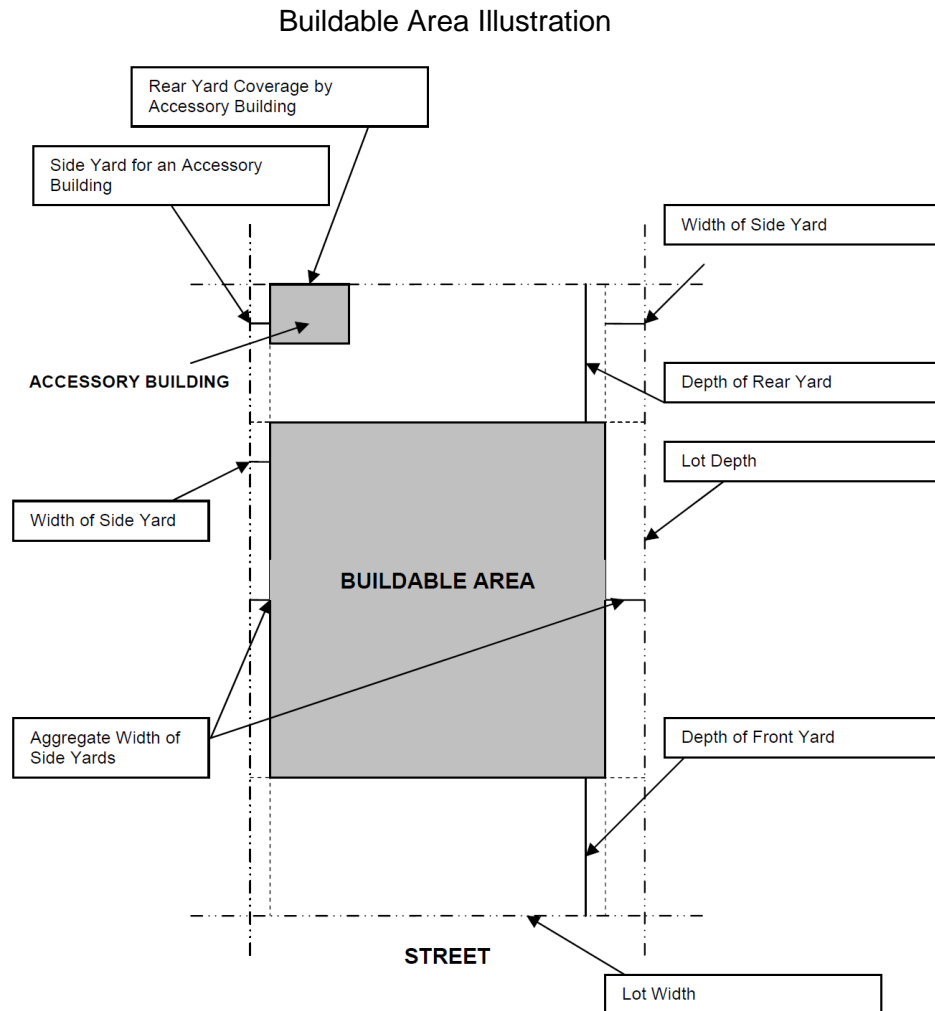 Buildable Area Illustration
Rear Yard Coverage by
Accessory Building
Side Yard for an Accessory
Building
Width of Side Yard
ACCESSORY BUILDING
Depth of Rear Yard
Lot Depth
Width of Side Yard
BUILDABLE AREA
Aggregate Width of
Side Yards
Depth of Front Yard
STREET
Lot Width